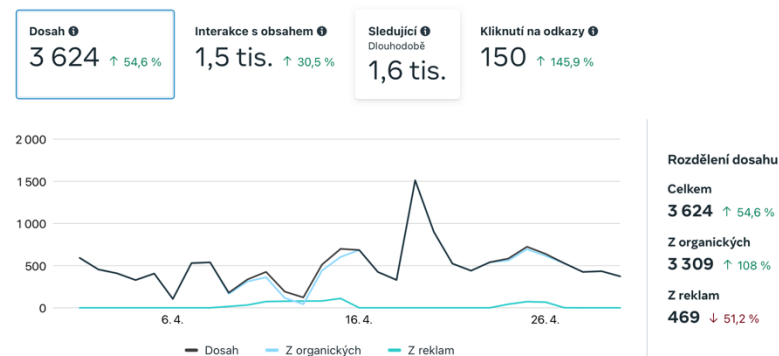 Dosah
3 624 ↑ 54,6 %
Interakce s obsahem
1,5 tis. ↑ 30,5 %
Sledující
Dlouhodobě
1,6 tis.
Kliknutí na odkazy
150 ↑ 145,9 %
2 000
1 500
1 000
500
0
6. 4.
16. 4.
26. 4.
Dosah
Z organických
Z reklam
Rozdělení dosahu
Celkem
3 624 ↑ 54,6 %
Z organických
3 309 ↑ 108 %
Z reklam
469 ↓ 51,2 %